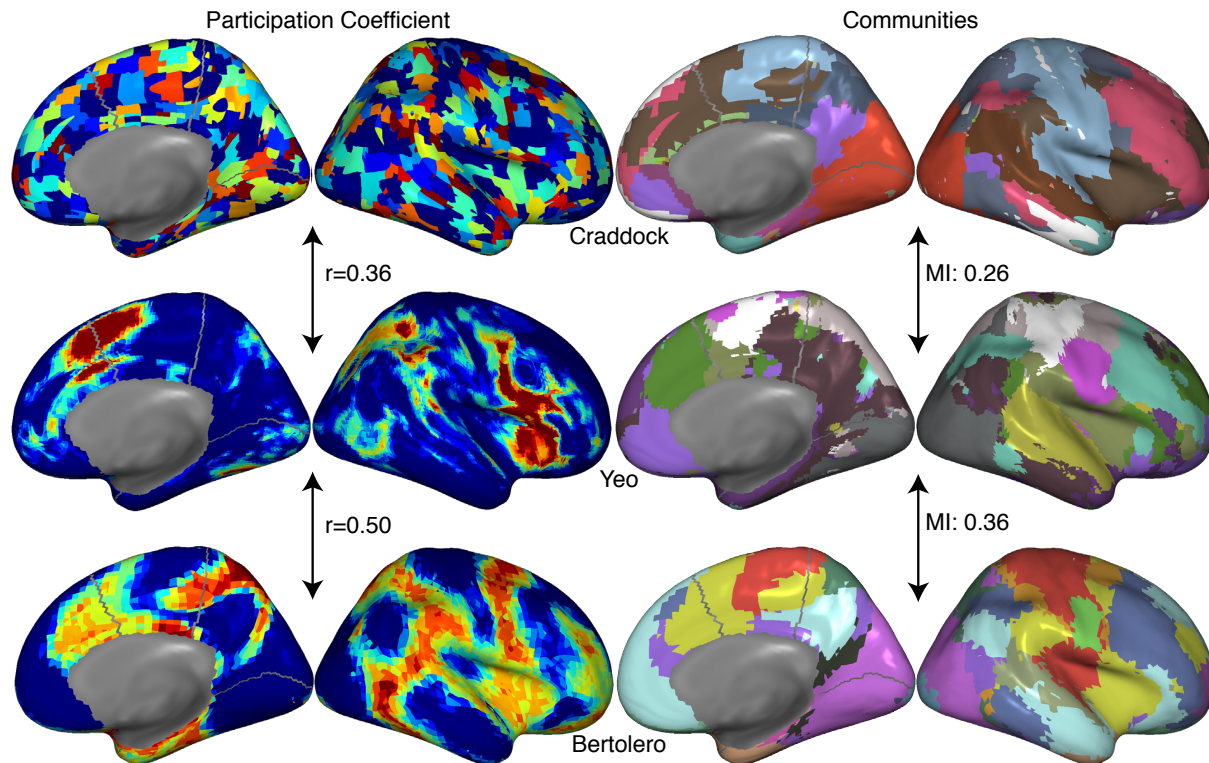 Participation Coefficient
Communities
Craddock
r=0.36
MI: 0.26
Yeo
r=0.50
MI: 0.36
Bertolero